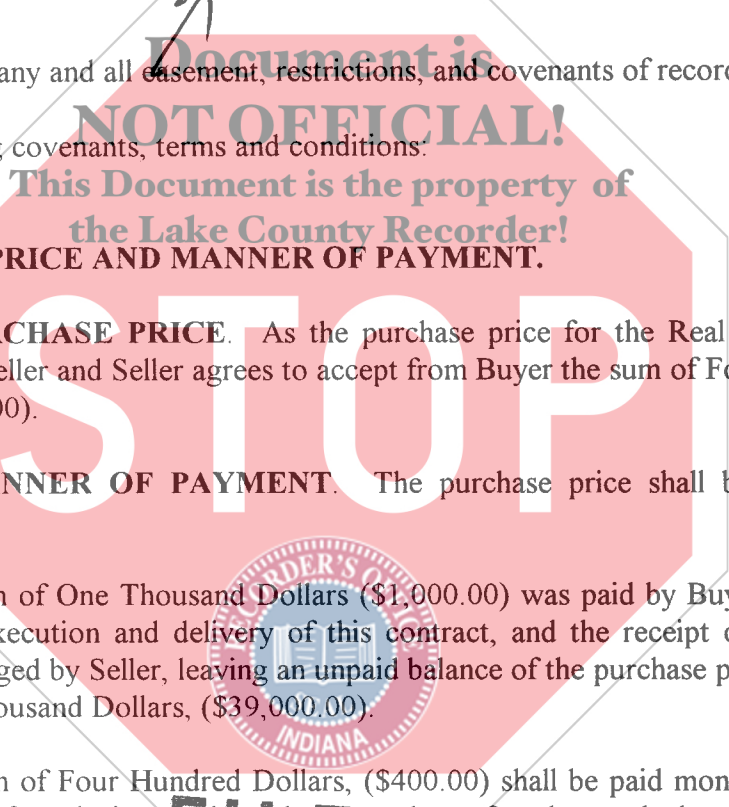 Document is
any and all easement, restrictions, and covenants of record
NOT OFFICIAL!
covenants, terms and conditions:
This Document is the property of
the Lake County Recorder!
PRICE AND MANNER OF PAYMENT.
STOP
CHASE PRICE. As the purchase price for the Real
eller and Seller agrees to accept from Buyer the sum of Fo
00).
NNER OF PAYMENT. The purchase price shall b
n of One Thousand Dollars ($1,000.00) was paid by Buy
xecution and delivery of this contract, and the receipt o
ged by Seller, leaving an unpaid balance of the purchase p
ousand Dollars, ($39,000.00).
RECORDER'S OFFICE
INDIANA
n of Four Hundred Dollars, ($400.00) shall be paid mon